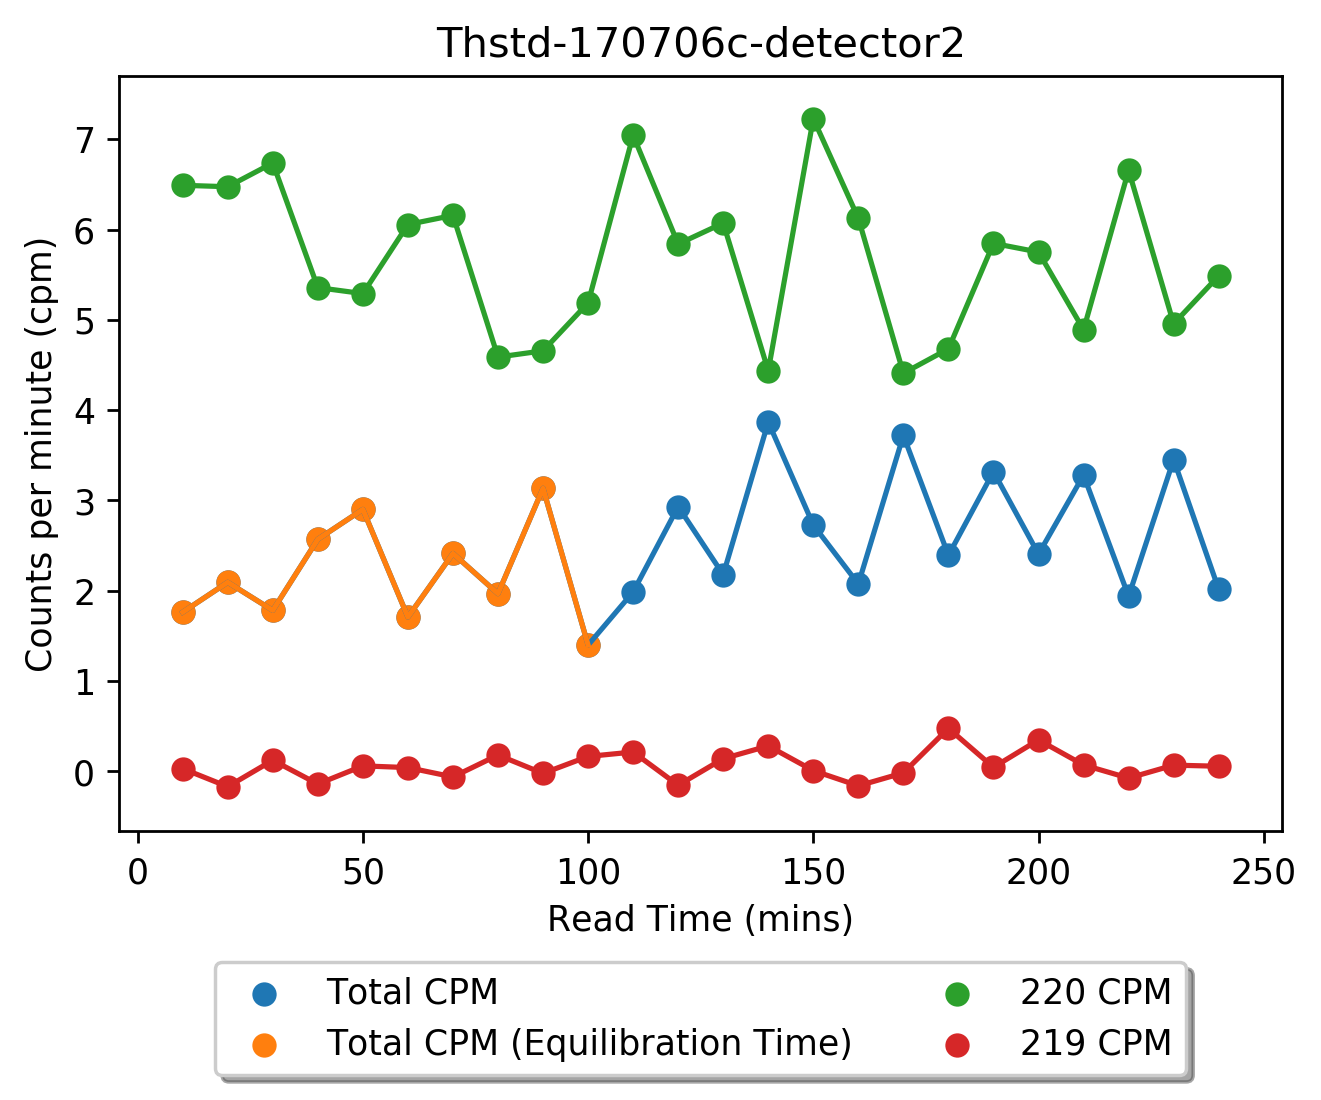 Thstd-170706c-detector2
Counts per minute (cpm)
7
6
5
4
3
2
1
0
0 50 100 150 200 250
Read Time (mins)
Total CPM
Total CPM (Equilibration Time)
220 CPM
219 CPM